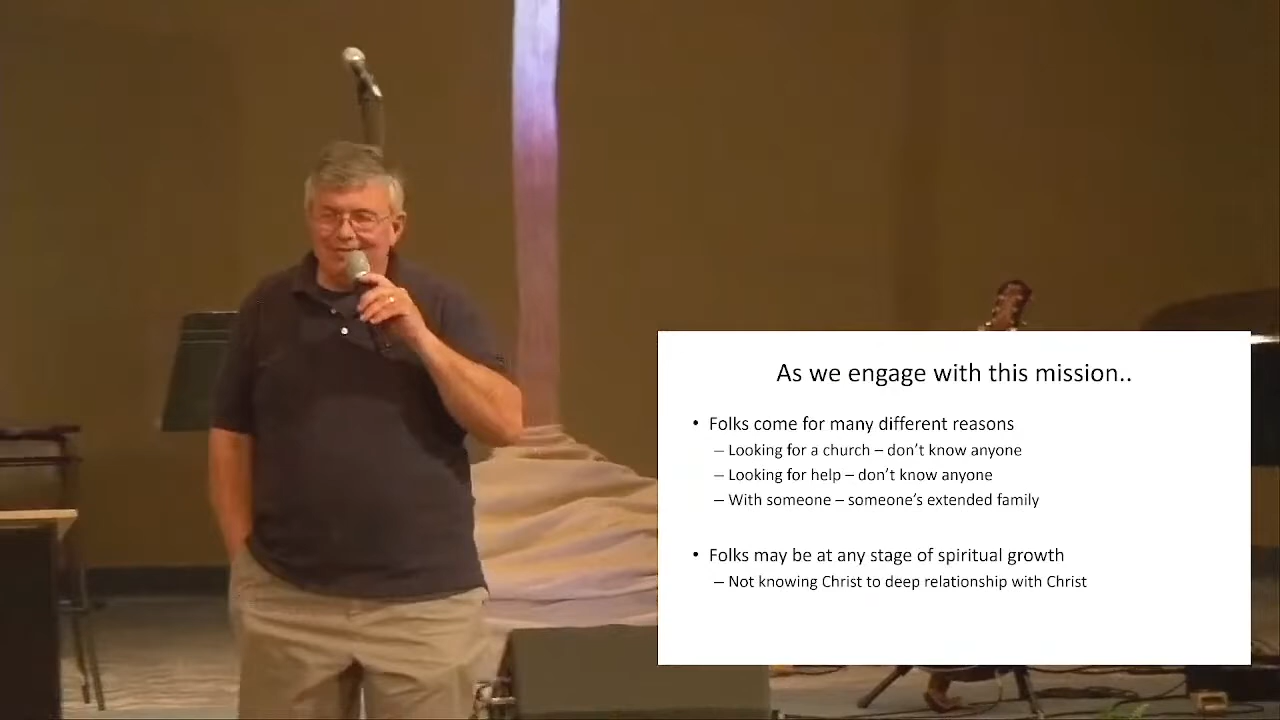 As we engage with this mission..
• Folks come for many different reasons
– Looking for a church – don't know anyone
– Looking for help – don't know anyone
– With someone – someone's extended family
• Folks may be at any stage of spiritual growth
– Not knowing Christ to deep relationship with Christ